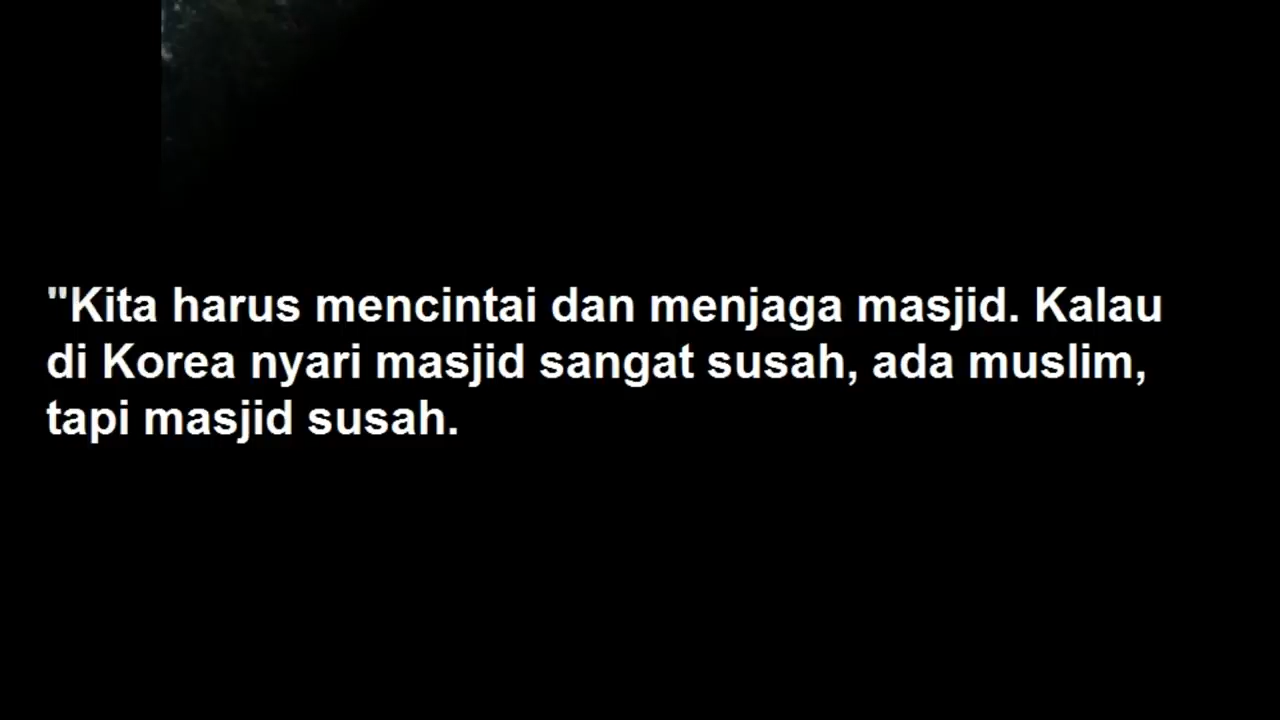 "Kita harus mencintai dan menjaga masjid. Kalau
di Korea nyari masjid sangat susah, ada muslim,
tapi masjid susah.